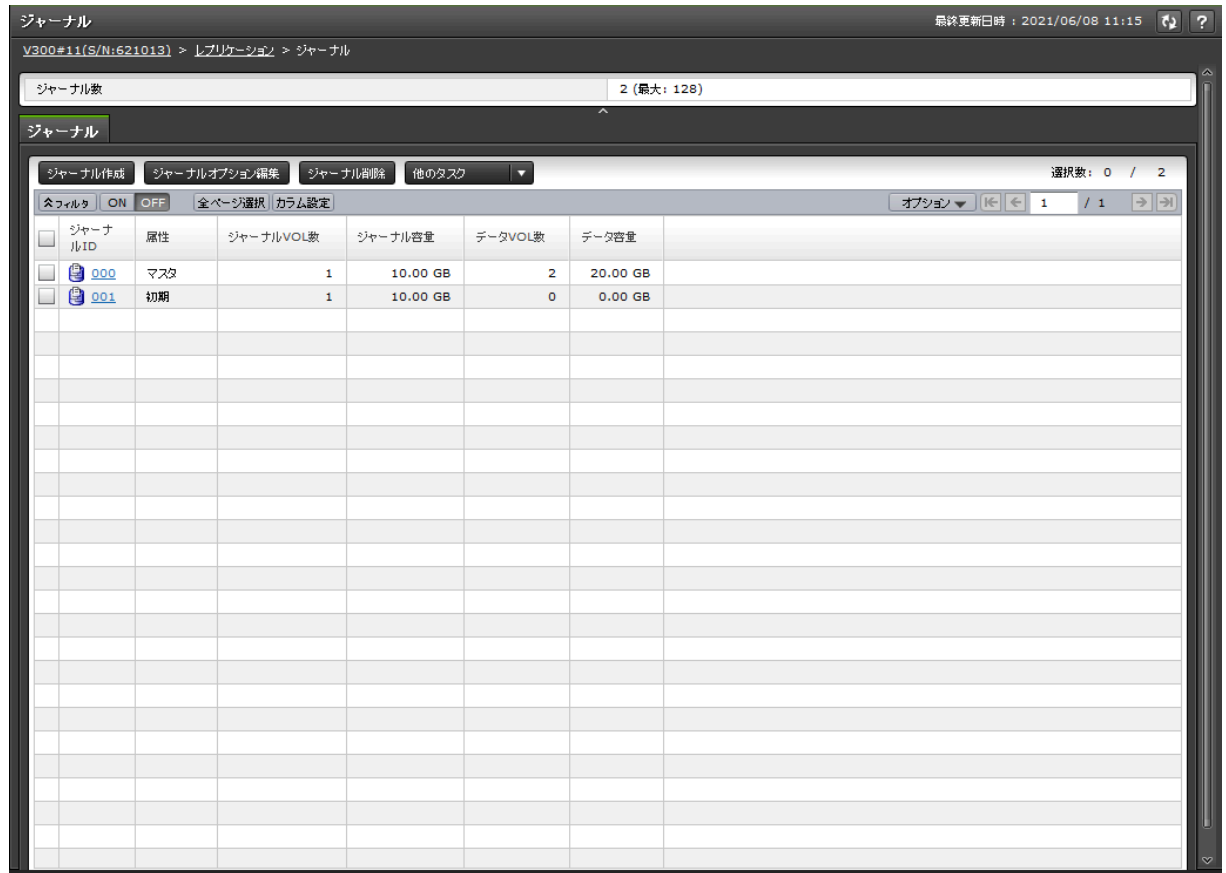 ジャーナル 最終更新日時 : 2021/06/08 11:15 ?
V300#11(S/N:621013) > レプリケーション > ジャーナル
ジャーナル数 2 (最大: 128)
ジャーナル
ジャーナル作成 ジャーナルオプション編集 ジャーナル削除 他のタスク 選択数: 0 / 2
フィルタ ON OFF 全ページ選択 カラム設定 オプション 1 / 1
ジャーナ
ルID 属性 ジャーナルVOL数 ジャーナル容量 データVOL数 データ容量
000 マスタ 1 10.00 GB 2 20.00 GB
001 初期 1 10.00 GB 0 0.00 GB